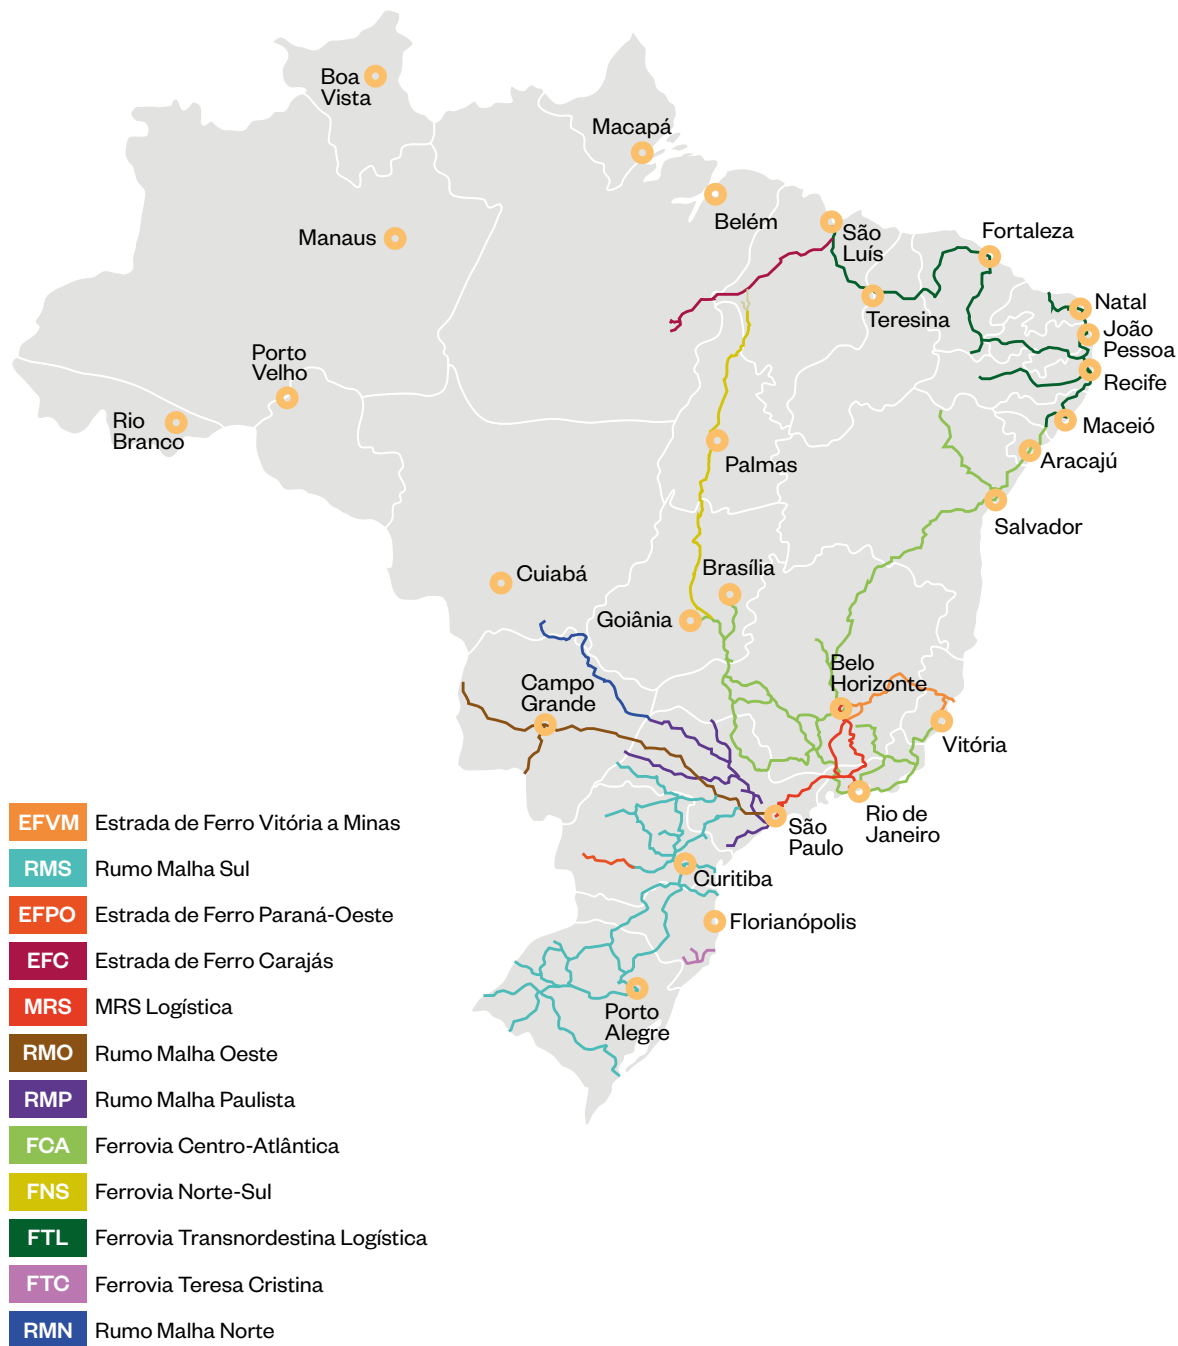 Boa
Vista
Macapá
Belém
Manaus
São
Luís
Fortaleza
Teresina
Natal
João
Pessoa
Recife
Porto
Velho
Rio
Branco
Maceió
Aracajú
Palmas
Salvador
Cuiabá
Brasília
Goiânia
Belo
Horizonte
Campo
Grande
Vitória
Rio de
Janeiro
São
Paulo
Curitiba
Florianópolis
Porto
Alegre
EFVM Estrada de Ferro Vitória a Minas
RMS Rumo Malha Sul
EFPO Estrada de Ferro Paraná-Oeste
EFC Estrada de Ferro Carajás
MRS MRS Logística
RMO Rumo Malha Oeste
RMP Rumo Malha Paulista
FCA Ferrovia Centro-Atlântica
FNS Ferrovia Norte-Sul
FTL Ferrovia Transnordestina Logística
FTC Ferrovia Teresa Cristina
RMN Rumo Malha Norte